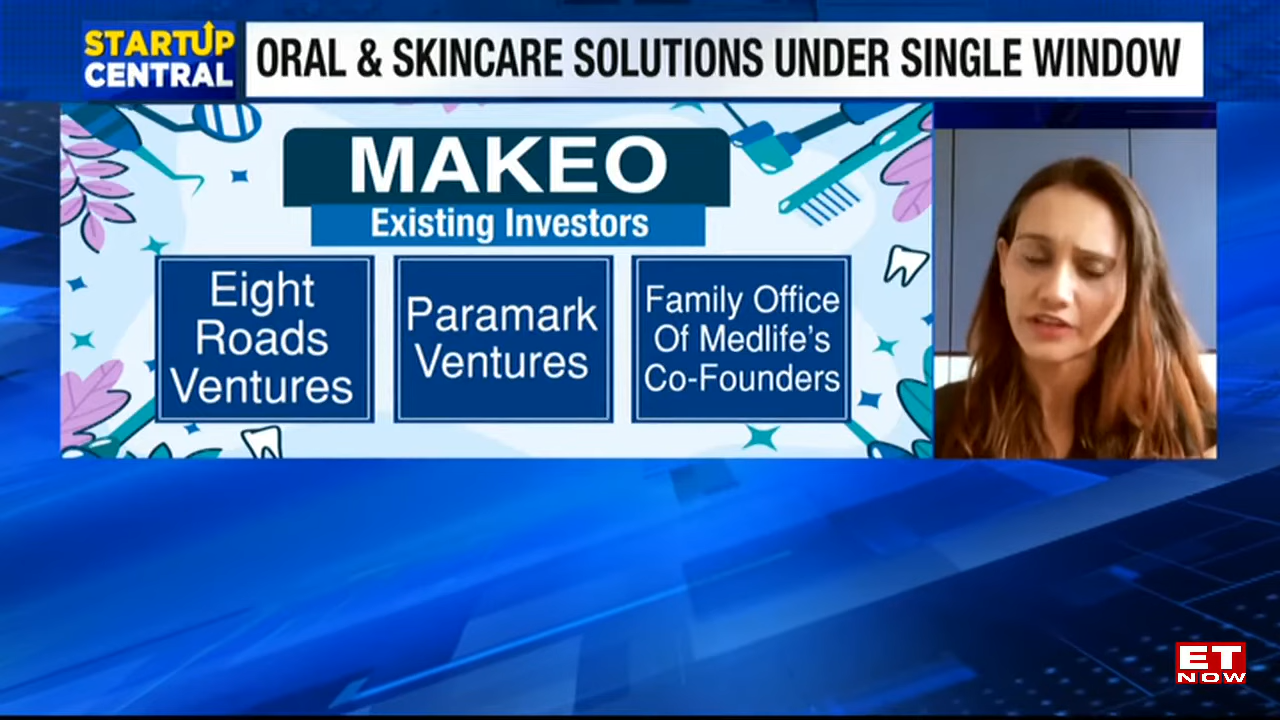 STARTUP
CENTRAL
ORAL & SKINCARE SOLUTIONS UNDER SINGLE WINDOW
MAKEO
Existing Investors
Eight
Roads
Ventures
Paramark
Ventures
Family Office
Of Medlife's
Co-Founders
ET
NOW